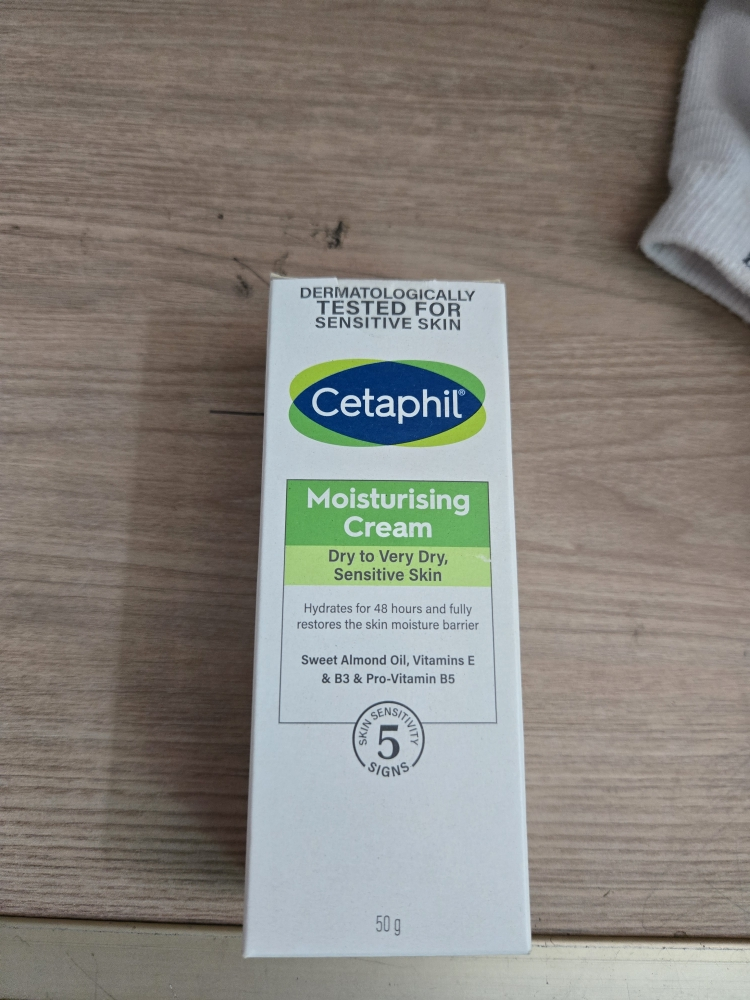 DERMATOLOGICALLY
TESTED FOR
SENSITIVE SKIN
Cetaphil®
Moisturising
Cream
Dry to Very Dry,
Sensitive Skin
Hydrates for 48 hours and fully
restores the skin moisture barrier
Sweet Almond Oil, Vitamins E
& B3 & Pro-Vitamin B5
SKIN SENSITIVITY
5
SIGNS
50 g